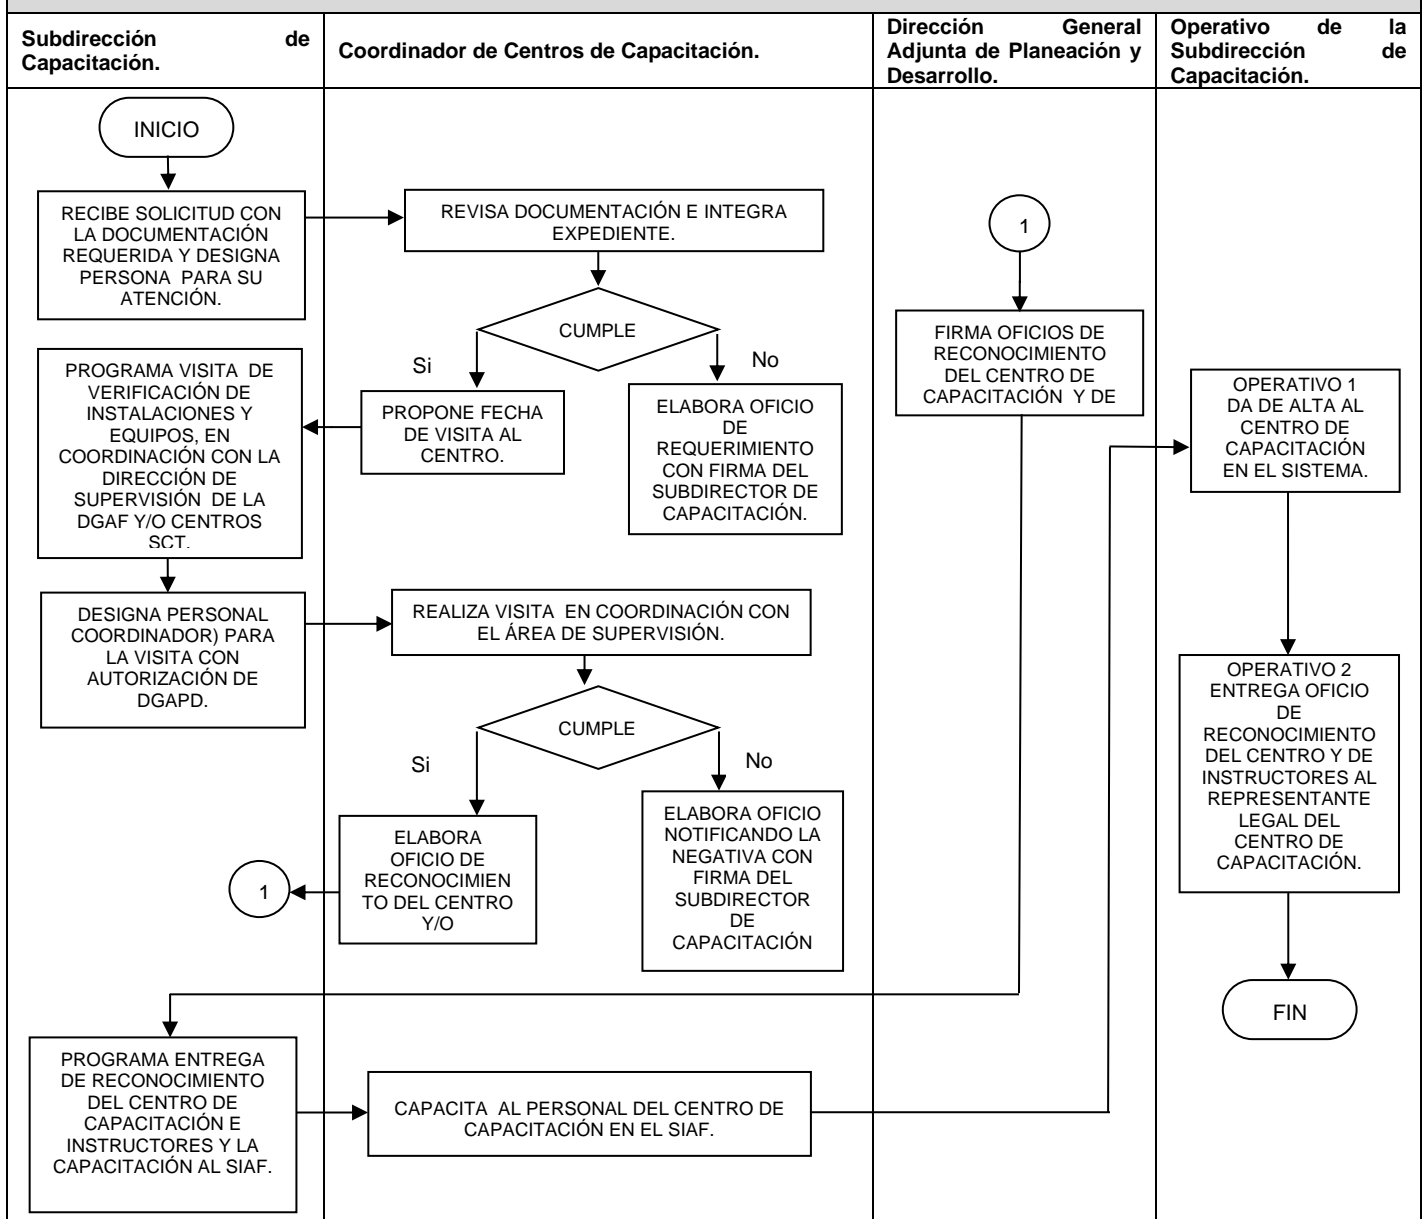 Subdirección de
Capacitación.
Coordinador de Centros de Capacitación.
Dirección General
Adjunta de Planeación y
Desarrollo.
Operativo de la
Subdirección de
Capacitación.
INICIO
RECIBE SOLICITUD CON
LA DOCUMENTACIÓN
REQUERIDA Y DESIGNA
PERSONA PARA SU
ATENCIÓN.
REVISA DOCUMENTACIÓN E INTEGRA
EXPEDIENTE.
CUMPLE
Si
No
PROPONE FECHA
DE VISITA AL
CENTRO.
ELABORA OFICIO
DE
REQUERIMIENTO
CON FIRMA DEL
SUBDIRECTOR DE
CAPACITACIÓN.
PROGRAMA VISITA DE
VERIFICACIÓN DE
INSTALACIONES Y
EQUIPOS, EN
COORDINACIÓN CON LA
DIRECCIÓN DE
SUPERVISIÓN DE LA
DGAF Y/O CENTROS
SCT.
DESIGNA PERSONAL
COORDINADOR) PARA
LA VISITA CON
AUTORIZACIÓN DE
DGAPD.
REALIZA VISITA EN COORDINACIÓN CON
EL ÁREA DE SUPERVISIÓN.
CUMPLE
Si
No
ELABORA
OFICIO DE
RECONOCIMIEN
TO DEL CENTRO
Y/O
ELABORA OFICIO
NOTIFICANDO LA
NEGATIVA CON
FIRMA DEL
SUBDIRECTOR
DE
CAPACITACIÓN
1
1
FIRMA OFICIOS DE
RECONOCIMIENTO
DEL CENTRO DE
CAPACITACIÓN Y DE
PROGRAMA ENTREGA
DE RECONOCIMIENTO
DEL CENTRO DE
CAPACITACIÓN E
INSTRUCTORES Y LA
CAPACITACIÓN AL SIAF.
CAPACITA AL PERSONAL DEL CENTRO DE
CAPACITACIÓN EN EL SIAF.
OPERATIVO 1
DA DE ALTA AL
CENTRO DE
CAPACITACIÓN
EN EL SISTEMA.
OPERATIVO 2
ENTREGA OFICIO
DE
RECONOCIMIENTO
DEL CENTRO Y DE
INSTRUCTORES AL
REPRESENTANTE
LEGAL DEL
CENTRO DE
CAPACITACIÓN.
FIN